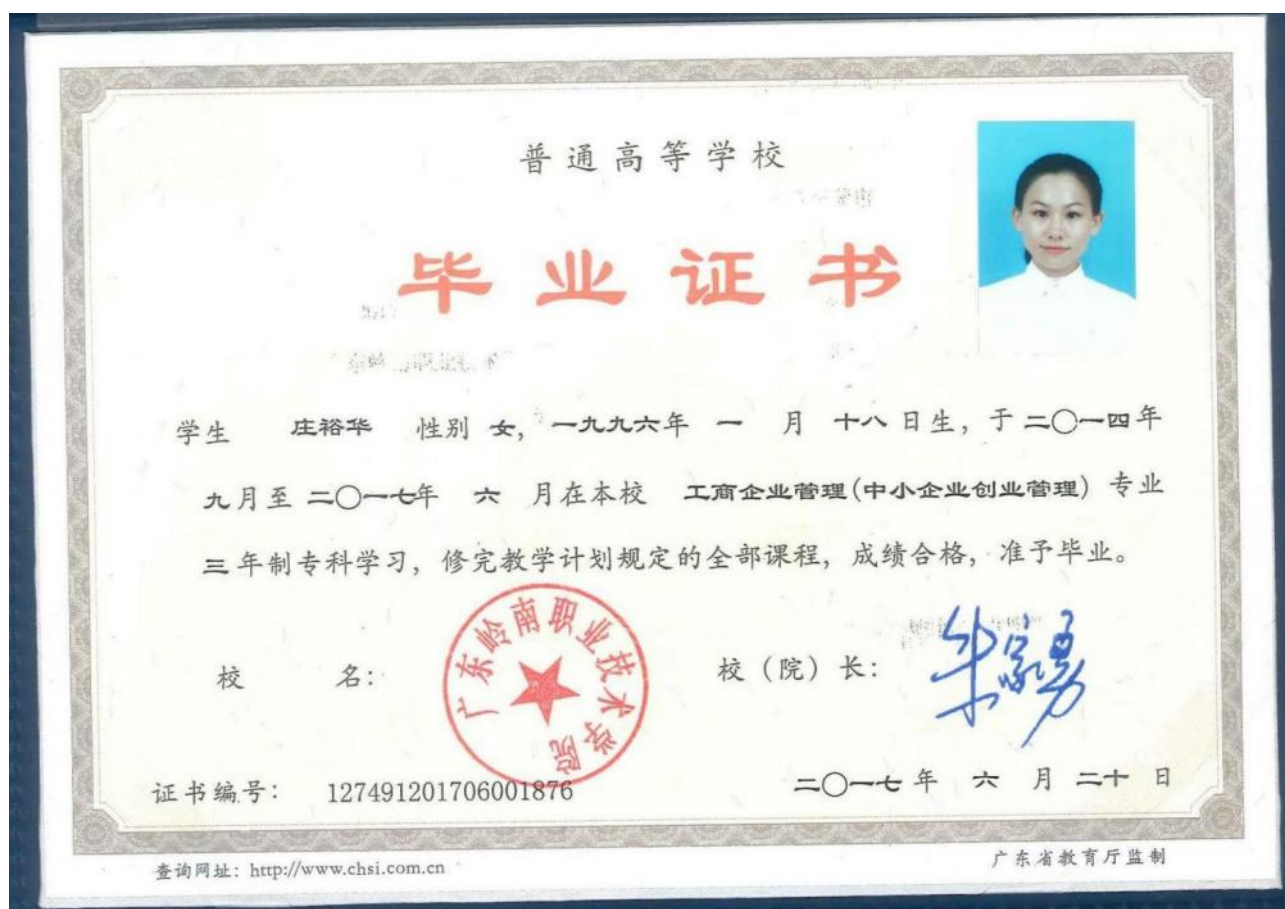 普通高等学校
毕业证书
学生 庄裕华 性别 女, 一九九六年 一 月 十八 日生, 于 二〇一四年
九月至 二〇一七年 六 月在本校 工商企业管理(中小企业创业管理) 专业
三年制专科学习, 修完教学计划规定的全部课程, 成绩合格, 准予毕业。
广东岭南职业技术学院
校 名: 校(院)长:
证书编号: 127491201706001876 二〇一七年 六 月 二十 日
查询网址: http://www.chsi.com.cn 广东省教育厅监制